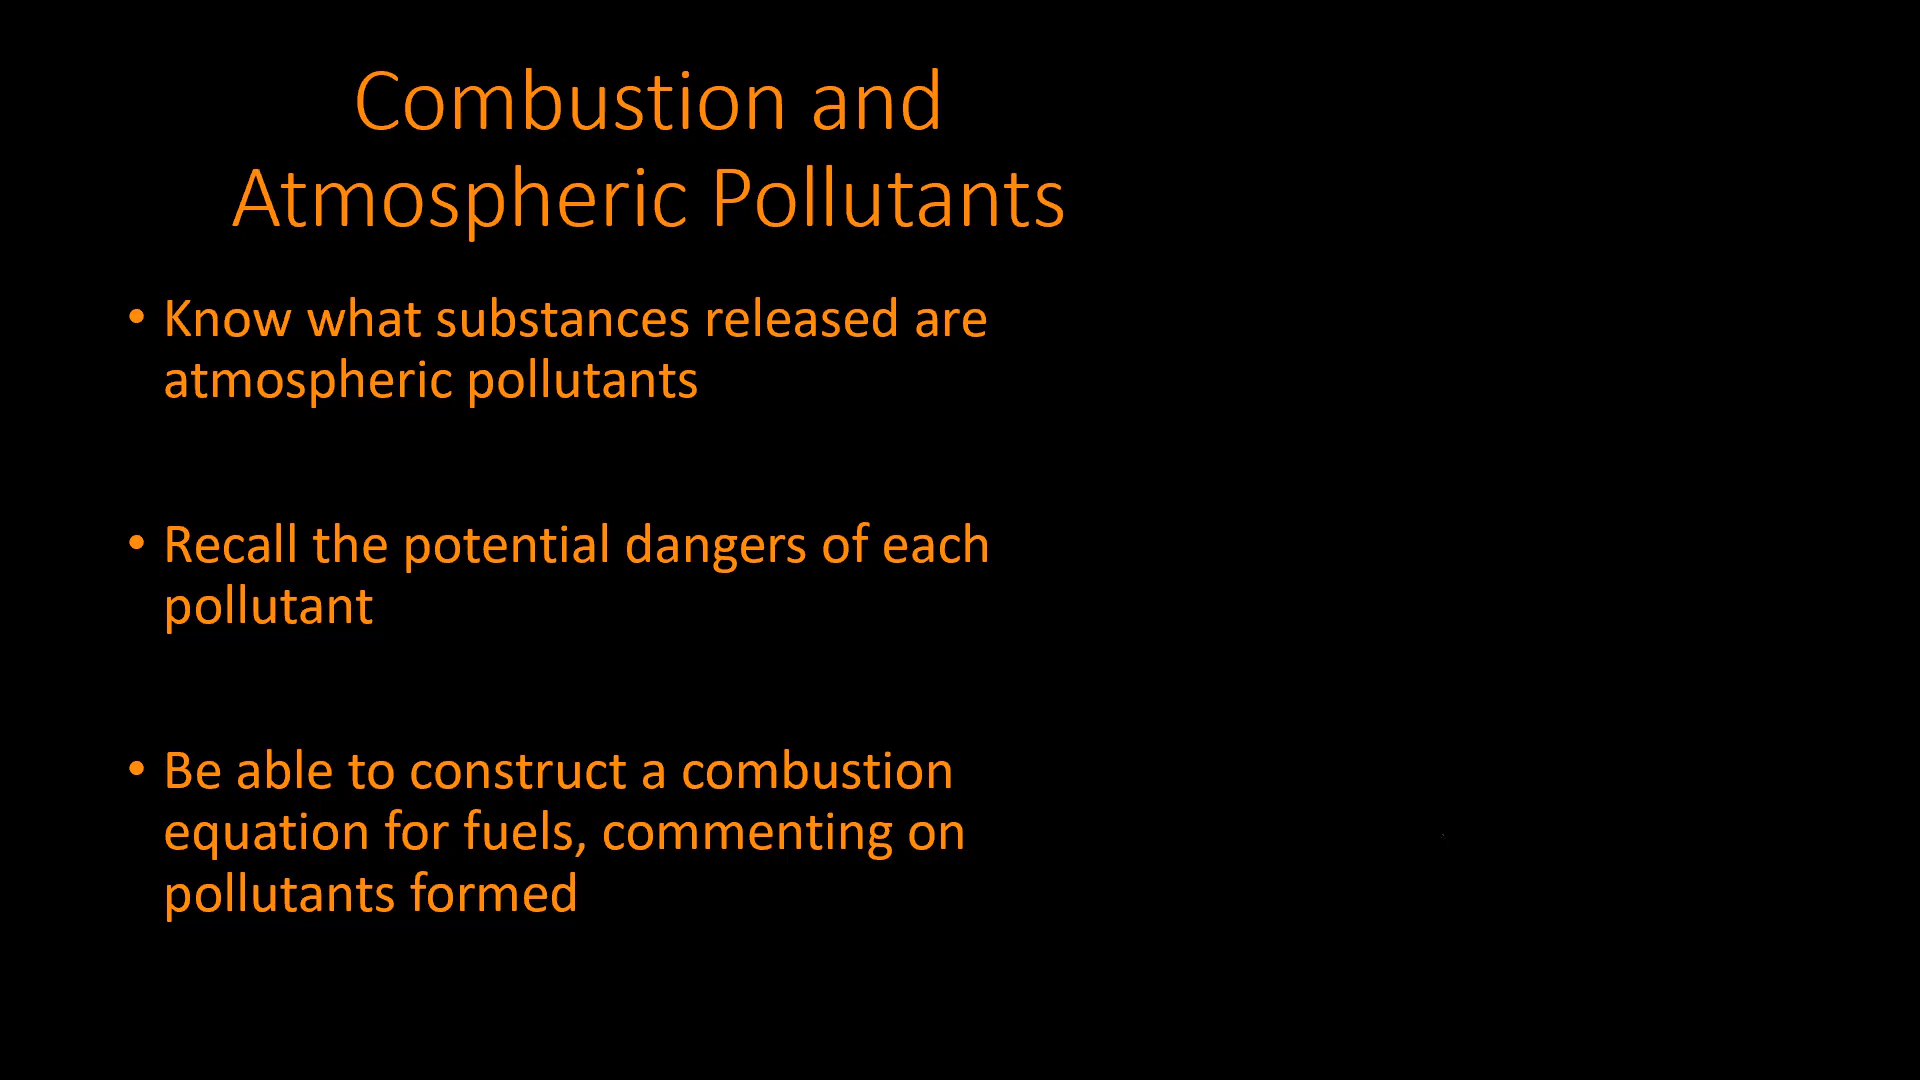 Combustion and
Atmospheric Pollutants
• Know what substances released are
atmospheric pollutants
• Recall the potential dangers of each
pollutant
• Be able to construct a combustion
equation for fuels, commenting on
pollutants formed